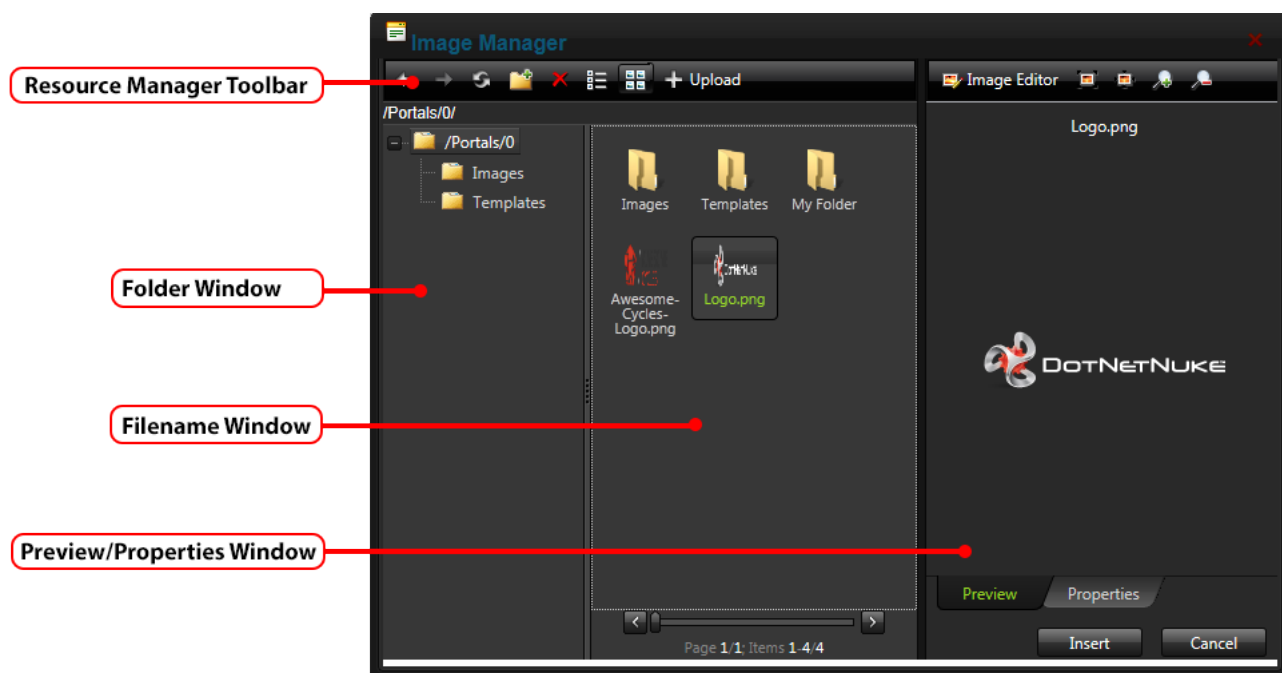 Image Manager
Resource Manager Toolbar
Upload
Image Editor
/Portals/0/
Logo.png
/Portals/0
Images
Templates
Images
Templates
My Folder
Folder Window
Awesome-
Cycles-
Logo.png
DotNetNuke
Logo.png
DotNetNuke
Filename Window
Preview/Properties Window
Preview
Properties
Page 1/1; Items 1-4/4
Insert
Cancel